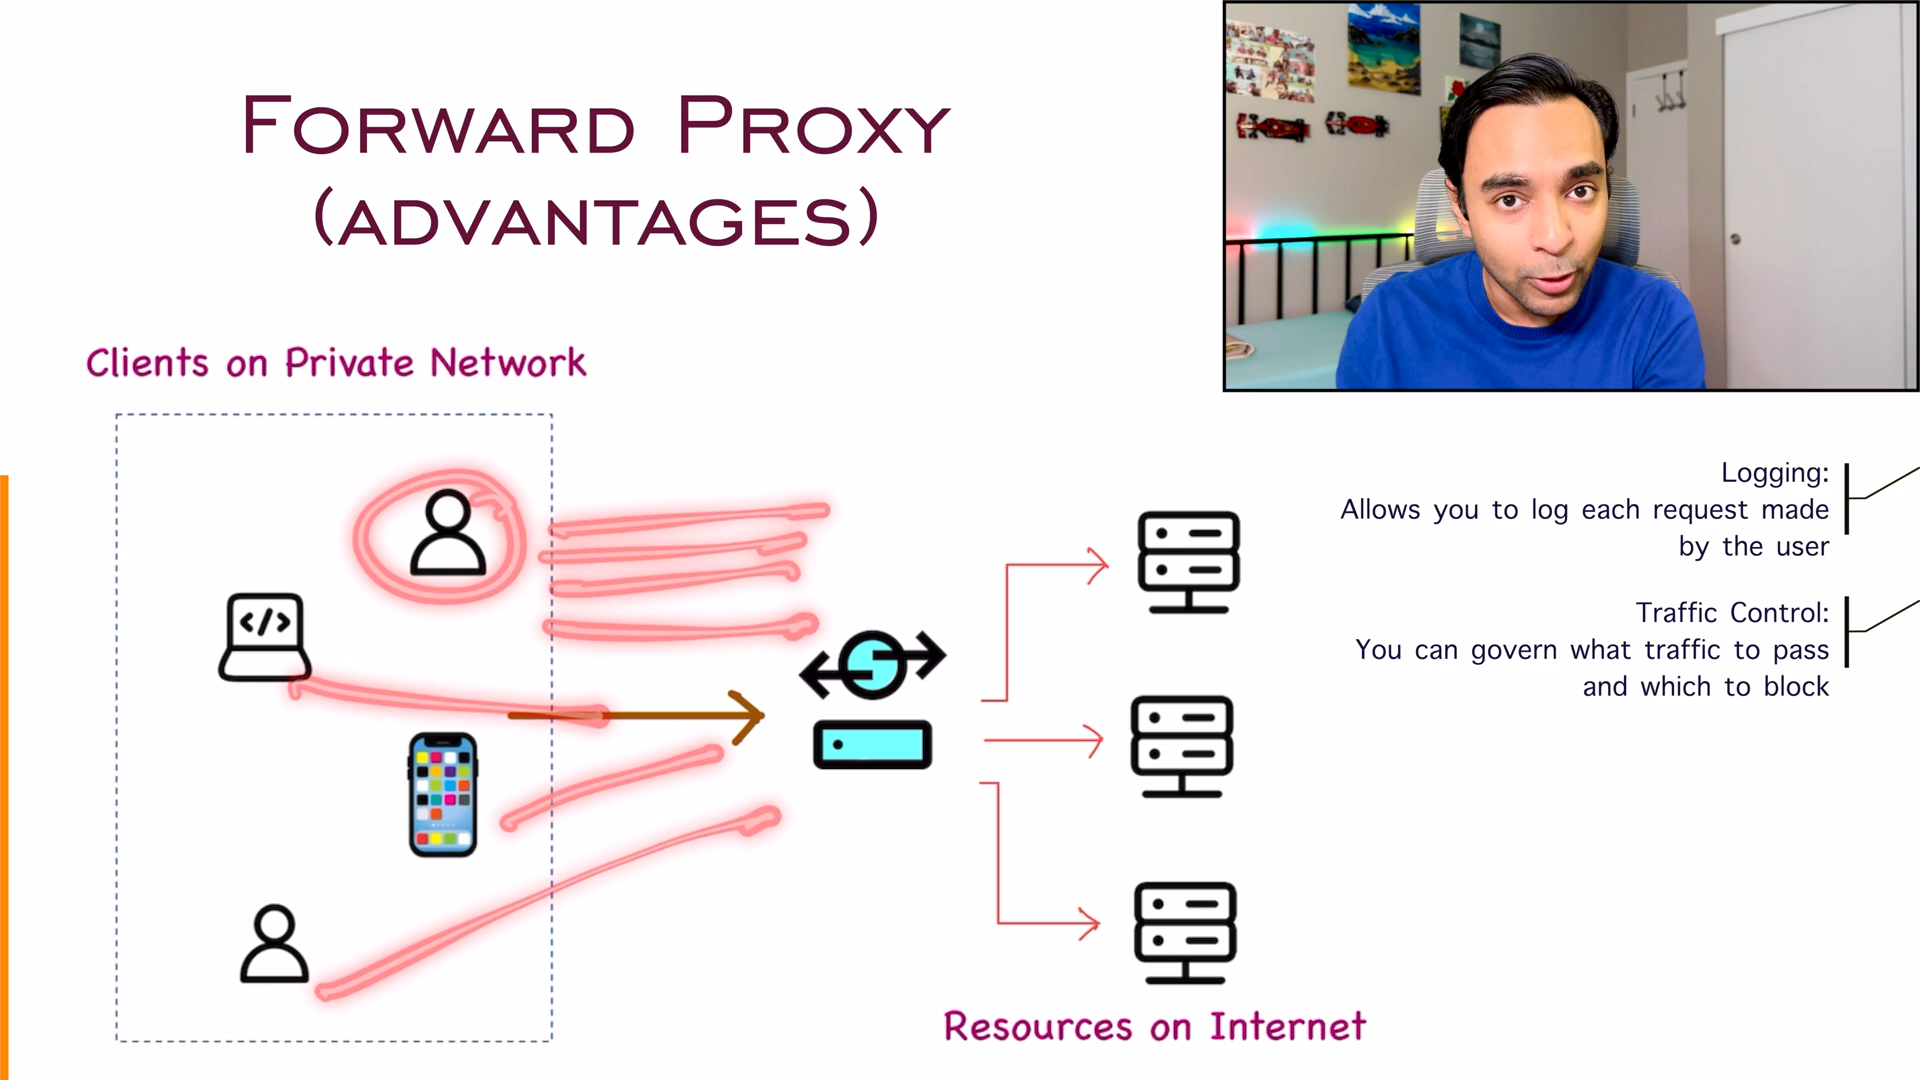 FORWARD PROXY
(ADVANTAGES)
Clients on Private Network
</>
Logging:
Allows you to log each request made
by the user
Traffic Control:
You can govern what traffic to pass
and which to block
Resources on Internet